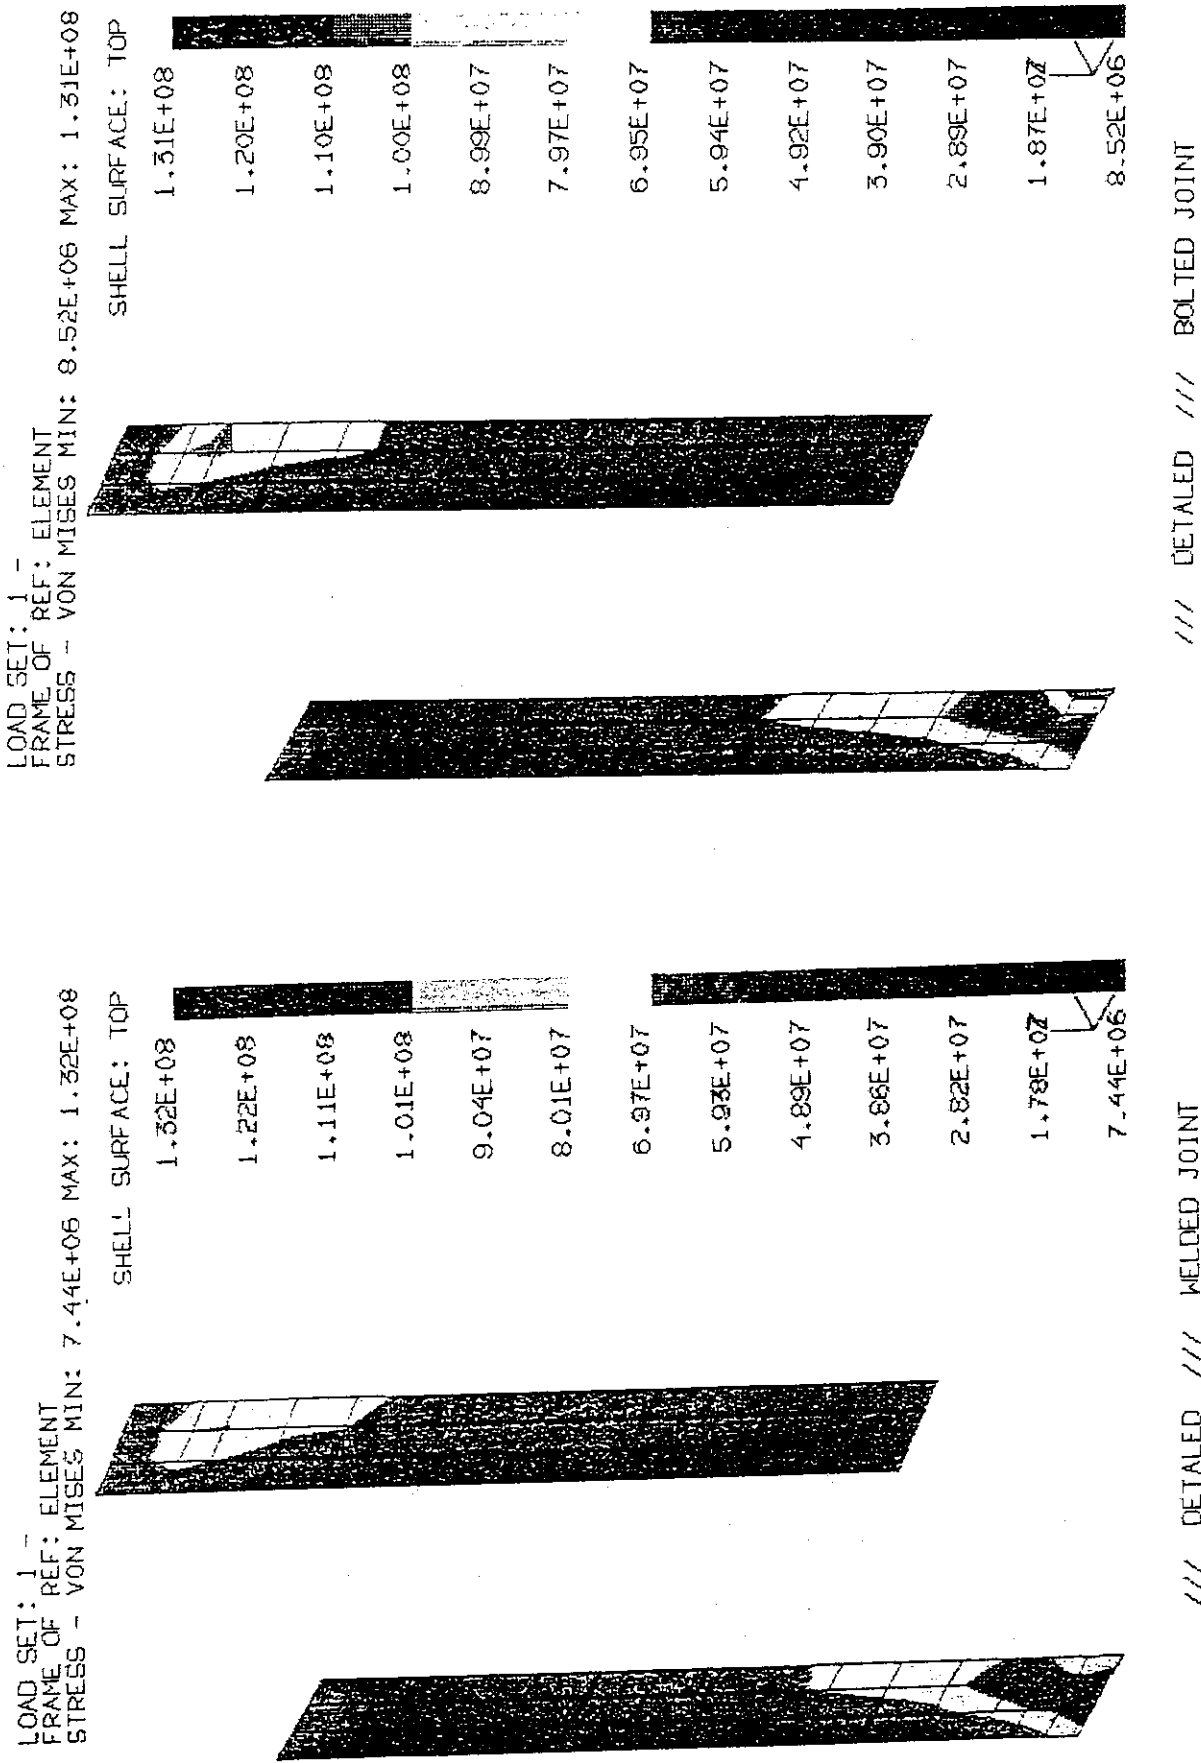 LOAD SET: 1 -
FRAME OF REF: ELEMENT
STRESS - VON MISES MIN: 7.44E+06 MAX: 1.32E+08
SHELL SURFACE: TOP
1.32E+08
1.22E+08
1.11E+08
1.01E+08
9.04E+07
8.01E+07
6.97E+07
5.93E+07
4.89E+07
3.86E+07
2.82E+07
1.78E+07
7.44E+06
/// DETALED /// WELDED JOINT
LOAD SET: 1 -
FRAME OF REF: ELEMENT
STRESS - VON MISES MIN: 8.52E+06 MAX: 1.31E+08
SHELL SURFACE: TOP
1.31E+08
1.20E+08
1.10E+08
1.00E+08
8.99E+07
7.97E+07
6.95E+07
5.94E+07
4.92E+07
3.90E+07
2.89E+07
1.87E+07
8.52E+06
/// DETALED /// BOLTED JOINT